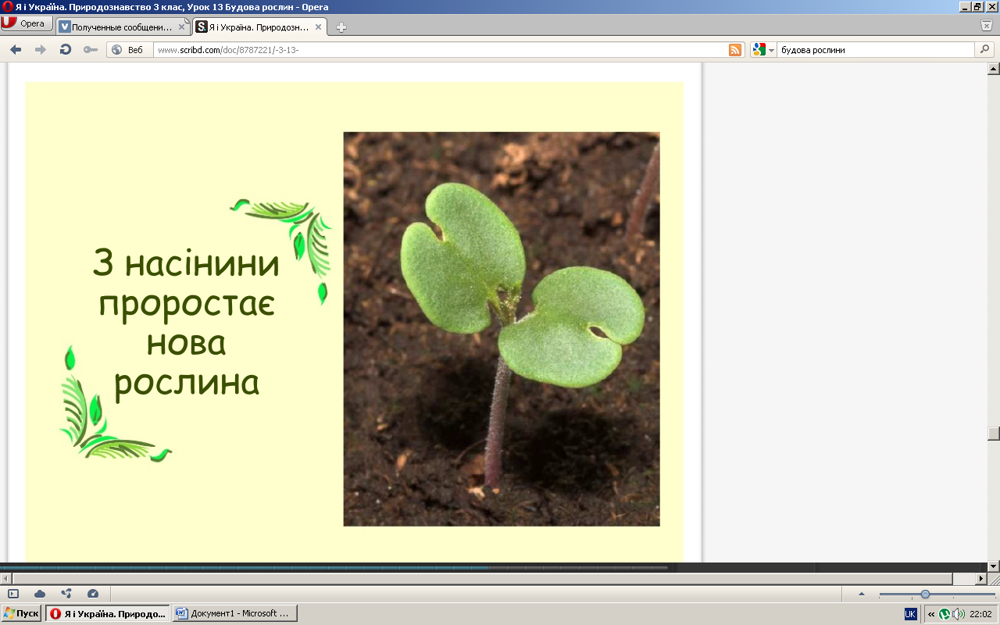 Я і Україна. Природознавство 3 клас, Урок 13 Будова рослин - Opera
Opera
Полученные сообщени...
Я і Україна. Природозн...
Веб
www.scribd.com/doc/8787221/-3-13-
будова рослини
З насінини
проростає
нова
рослина
Пуск
Я і Україна. Природо...
Документ1 - Microsoft ...
UK
22:02